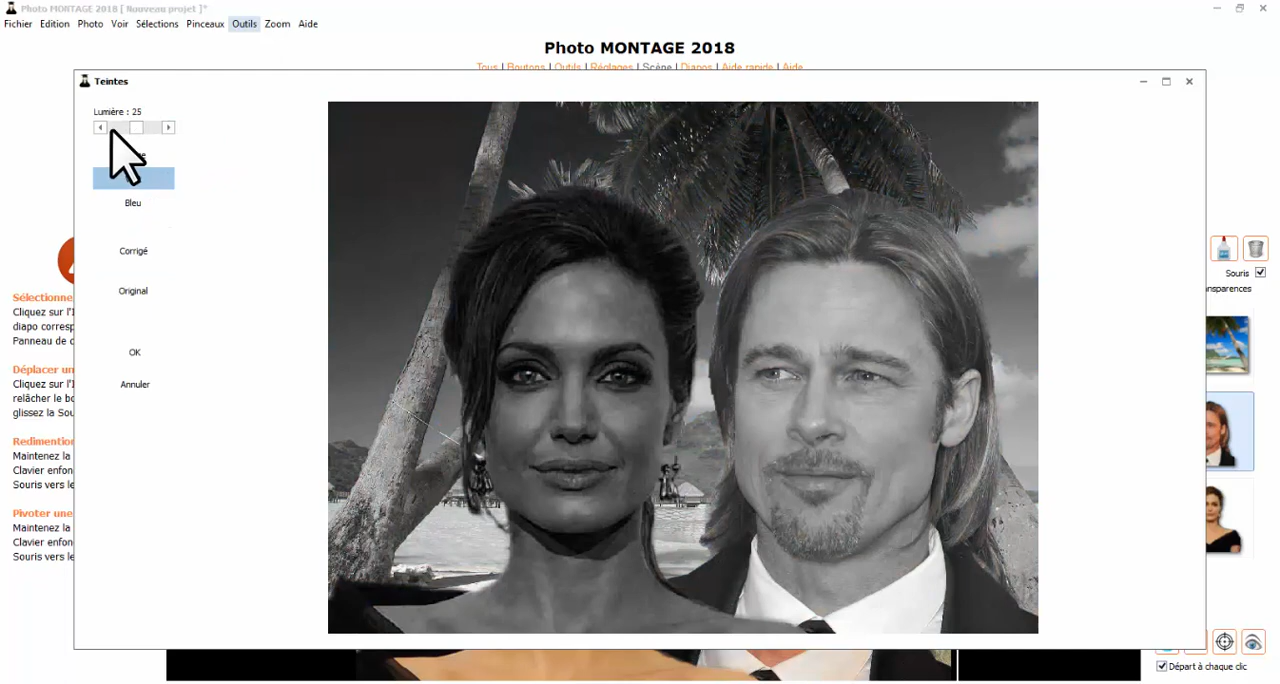 Photo MONTAGE 2018 [ Nouveau projet ]*
Fichier Edition Photo Voir Sélections Pinceaux Outils Zoom Aide
Photo MONTAGE 2018
Tous | Boutons | Outils | Réglages | Scène | Diapos | Aide rapide | Aide
Teintes
Lumière : 25
Bleu
Corrigé
Original
OK
Annuler
Sélectionne
Cliquez sur l'I
diapo corresp
Panneau de d
Déplacer un
Cliquez sur l'I
relâcher le bo
glissez la Sou
Redimention
Maintenez la
Clavier enfon
Souris vers le
Pivoter une
Maintenez la
Clavier enfon
Souris vers le
Souris
nsparences
Départ à chaque clic